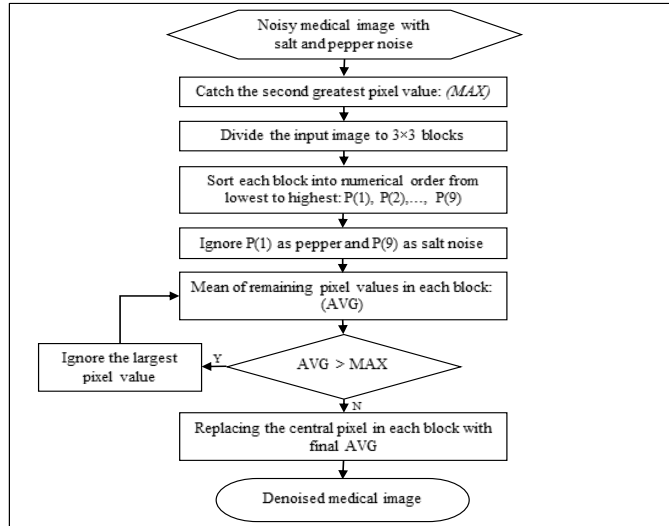 Noisy medical image with
salt and pepper noise
Catch the second greatest pixel value: (MAX)
Divide the input image to 3×3 blocks
Sort each block into numerical order from
lowest to highest: P(1), P(2),…, P(9)
Ignore P(1) as pepper and P(9) as salt noise
Mean of remaining pixel values in each block:
(AVG)
Ignore the largest
pixel value
Y
AVG > MAX
N
Replacing the central pixel in each block with
final AVG
Denoised medical image